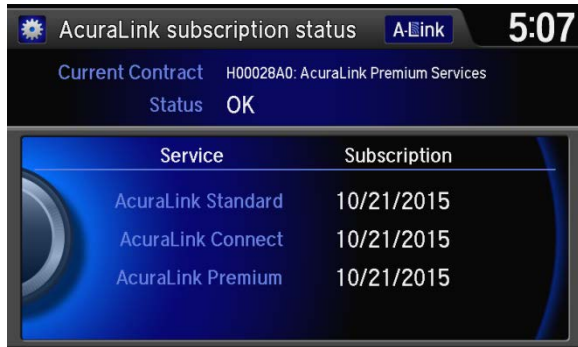 AcuraLink subscription status A-Link 5:07
Current Contract H00028A0: AcuraLink Premium Services
Status OK
Service Subscription
AcuraLink Standard 10/21/2015
AcuraLink Connect 10/21/2015
AcuraLink Premium 10/21/2015